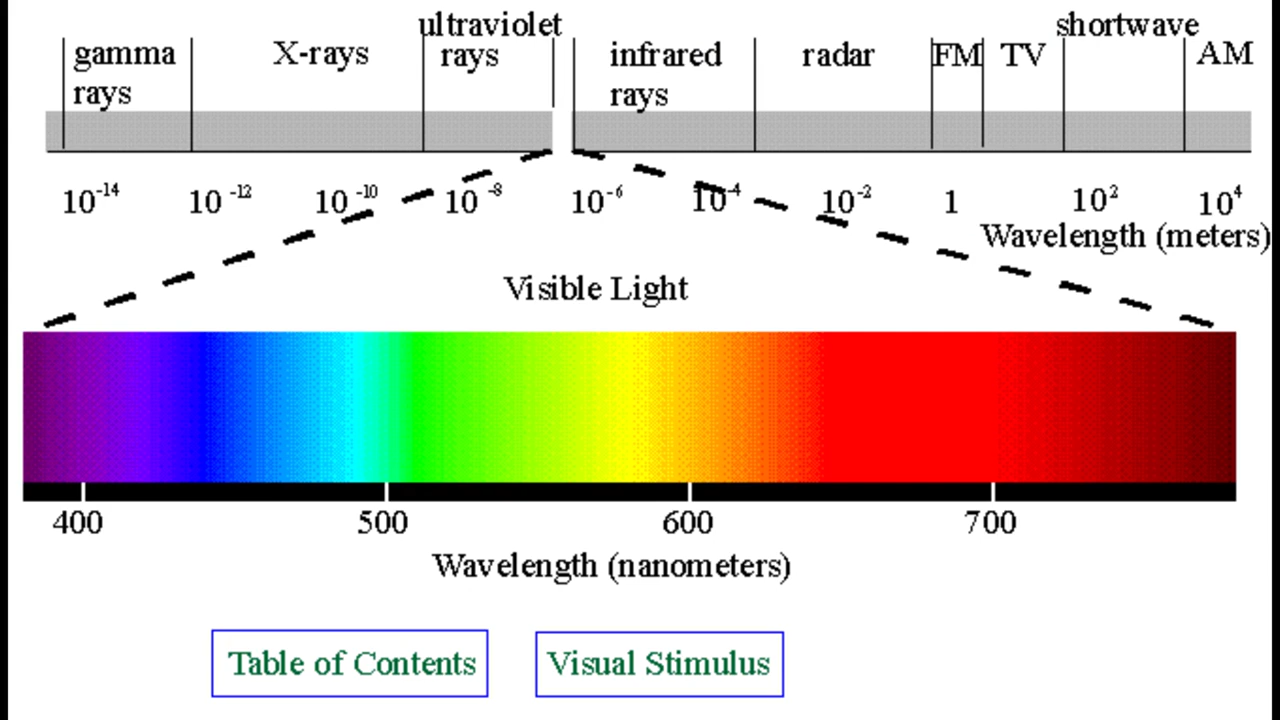 ultraviolet shortwave
gamma X-rays rays infrared radar FM TV AM
rays rays
10⁻¹⁴ 10⁻¹² 10⁻¹⁰ 10⁻⁸ 10⁻⁶ 10⁻⁴ 10⁻² 1 10² 10⁴
Wavelength (meters)
Visible Light
400 500 600 700
Wavelength (nanometers)
Table of Contents Visual Stimulus